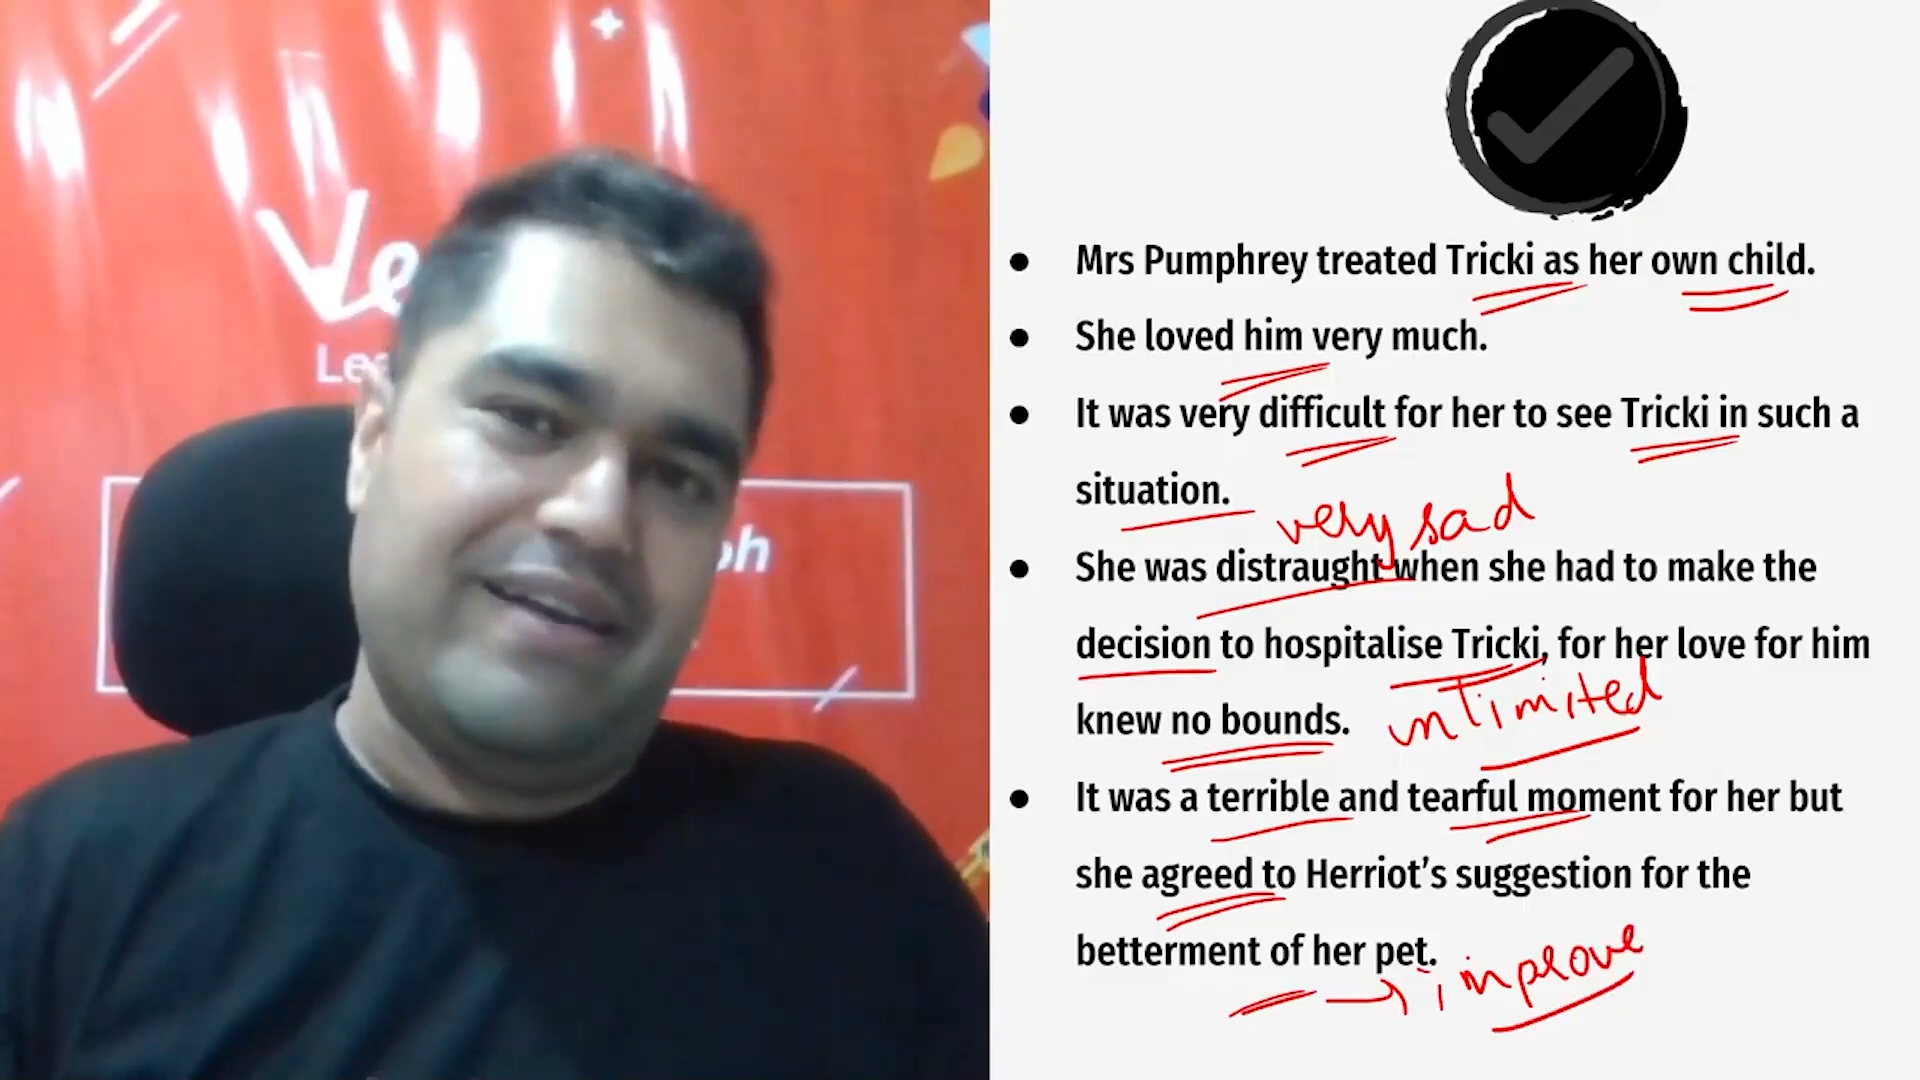 Ve
Lea
ph
Mrs Pumphrey treated Tricki as her own child.
She loved him very much.
It was very difficult for her to see Tricki in such a
situation.
very sad
She was distraught when she had to make the
decision to hospitalise Tricki, for her love for him
knew no bounds. unlimited
It was a terrible and tearful moment for her but
she agreed to Herriot’s suggestion for the
betterment of her pet.
improve